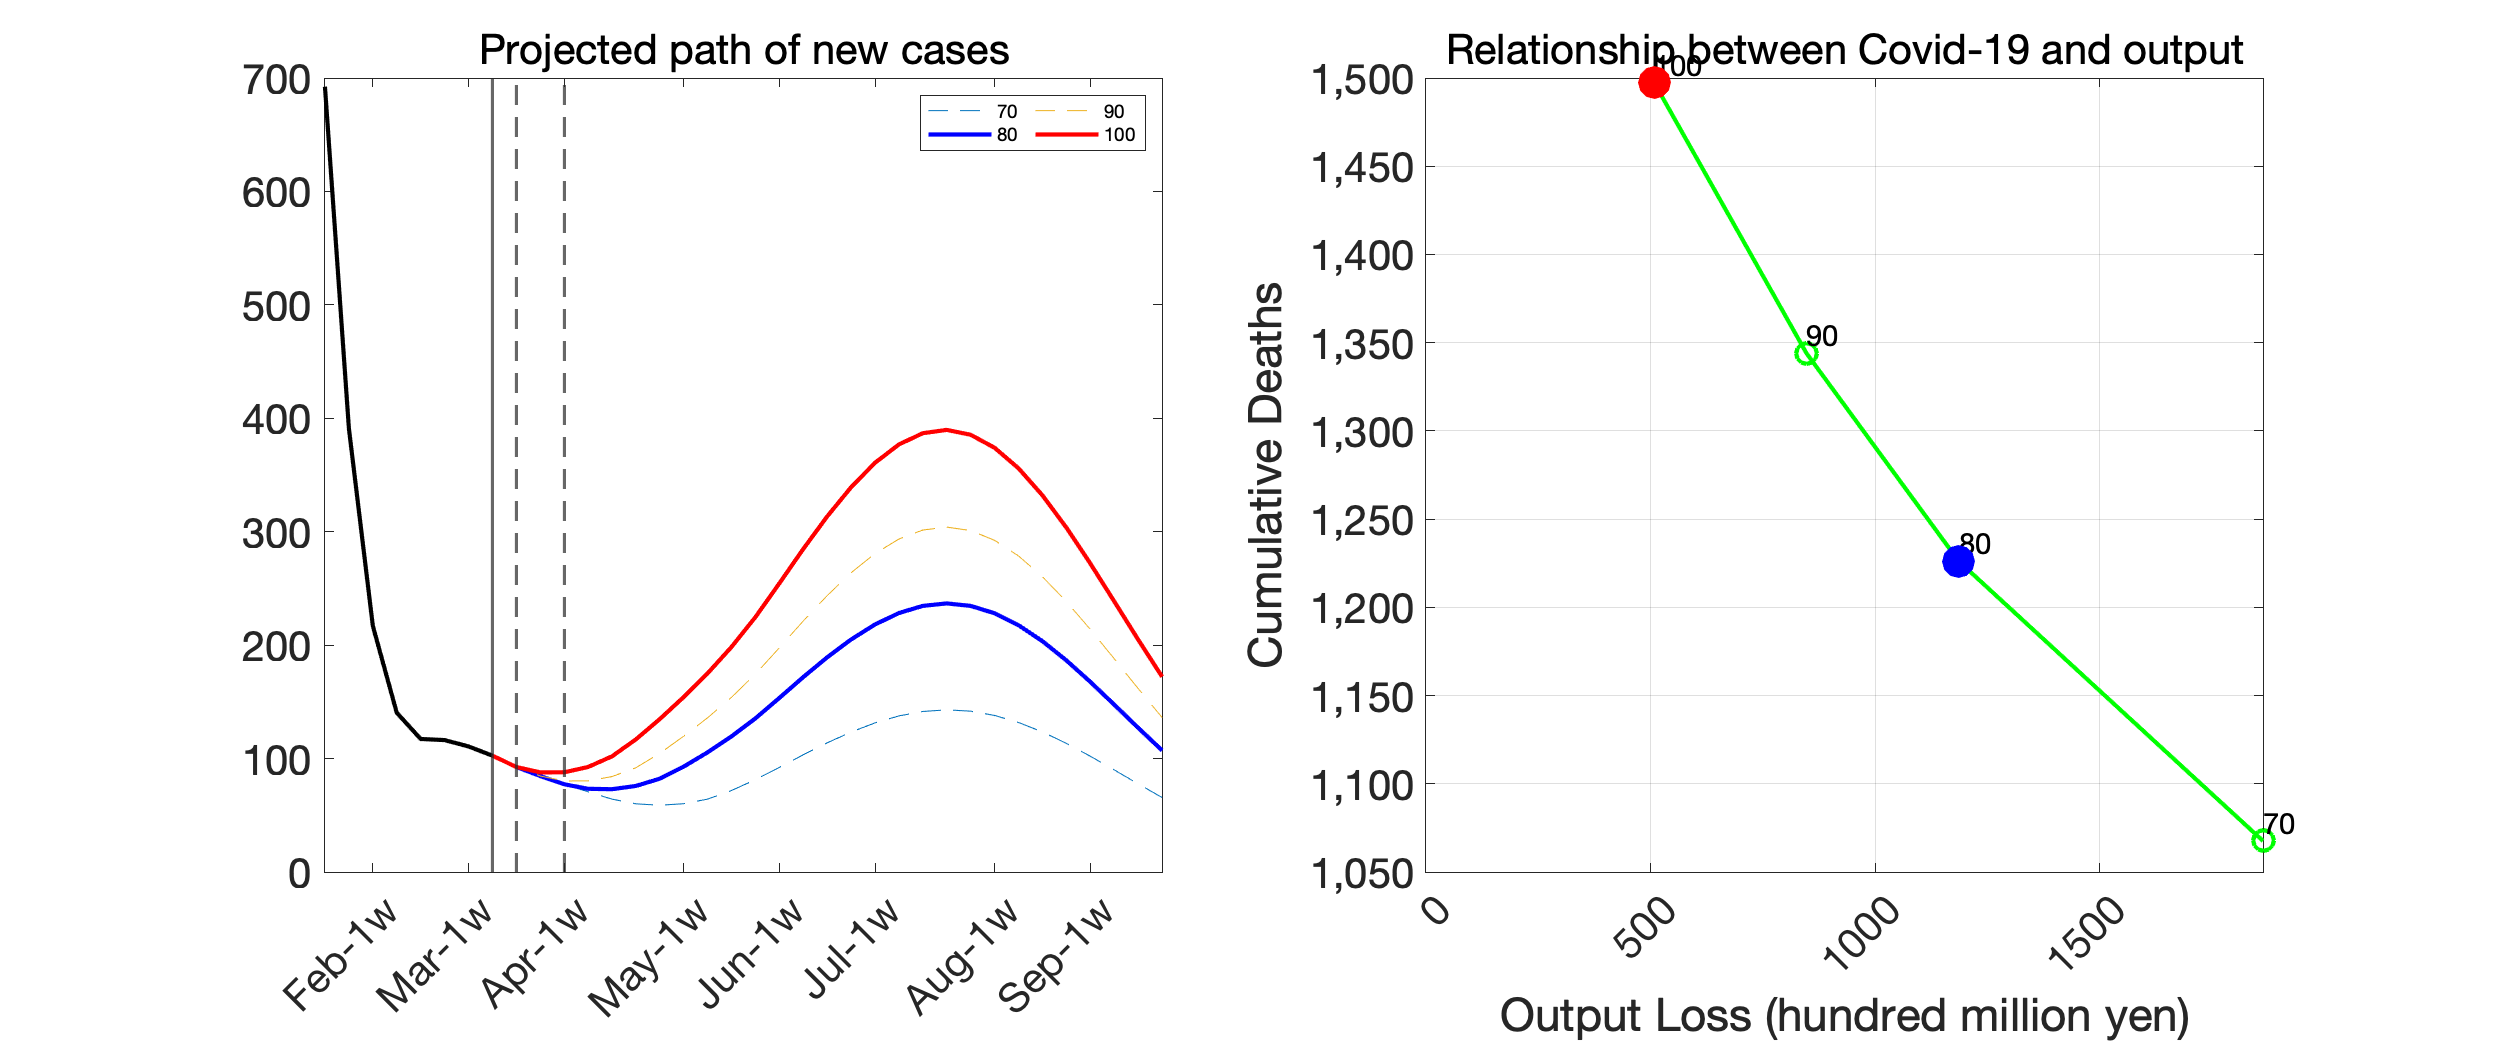 Projected path of new cases
700
600
500
400
300
200
100
0
70 90
80 100
Feb-1w
Mar-1w
Apr-1w
May-1w
Jun-1w
Jul-1w
Aug-1w
Sep-1w
Relationship between Covid-19 and output
Cumulative Deaths
1,500
1,450
1,400
1,350
1,300
1,250
1,200
1,150
1,100
1,050
100
90
80
70
0
500
1000
1500
Output Loss (hundred million yen)